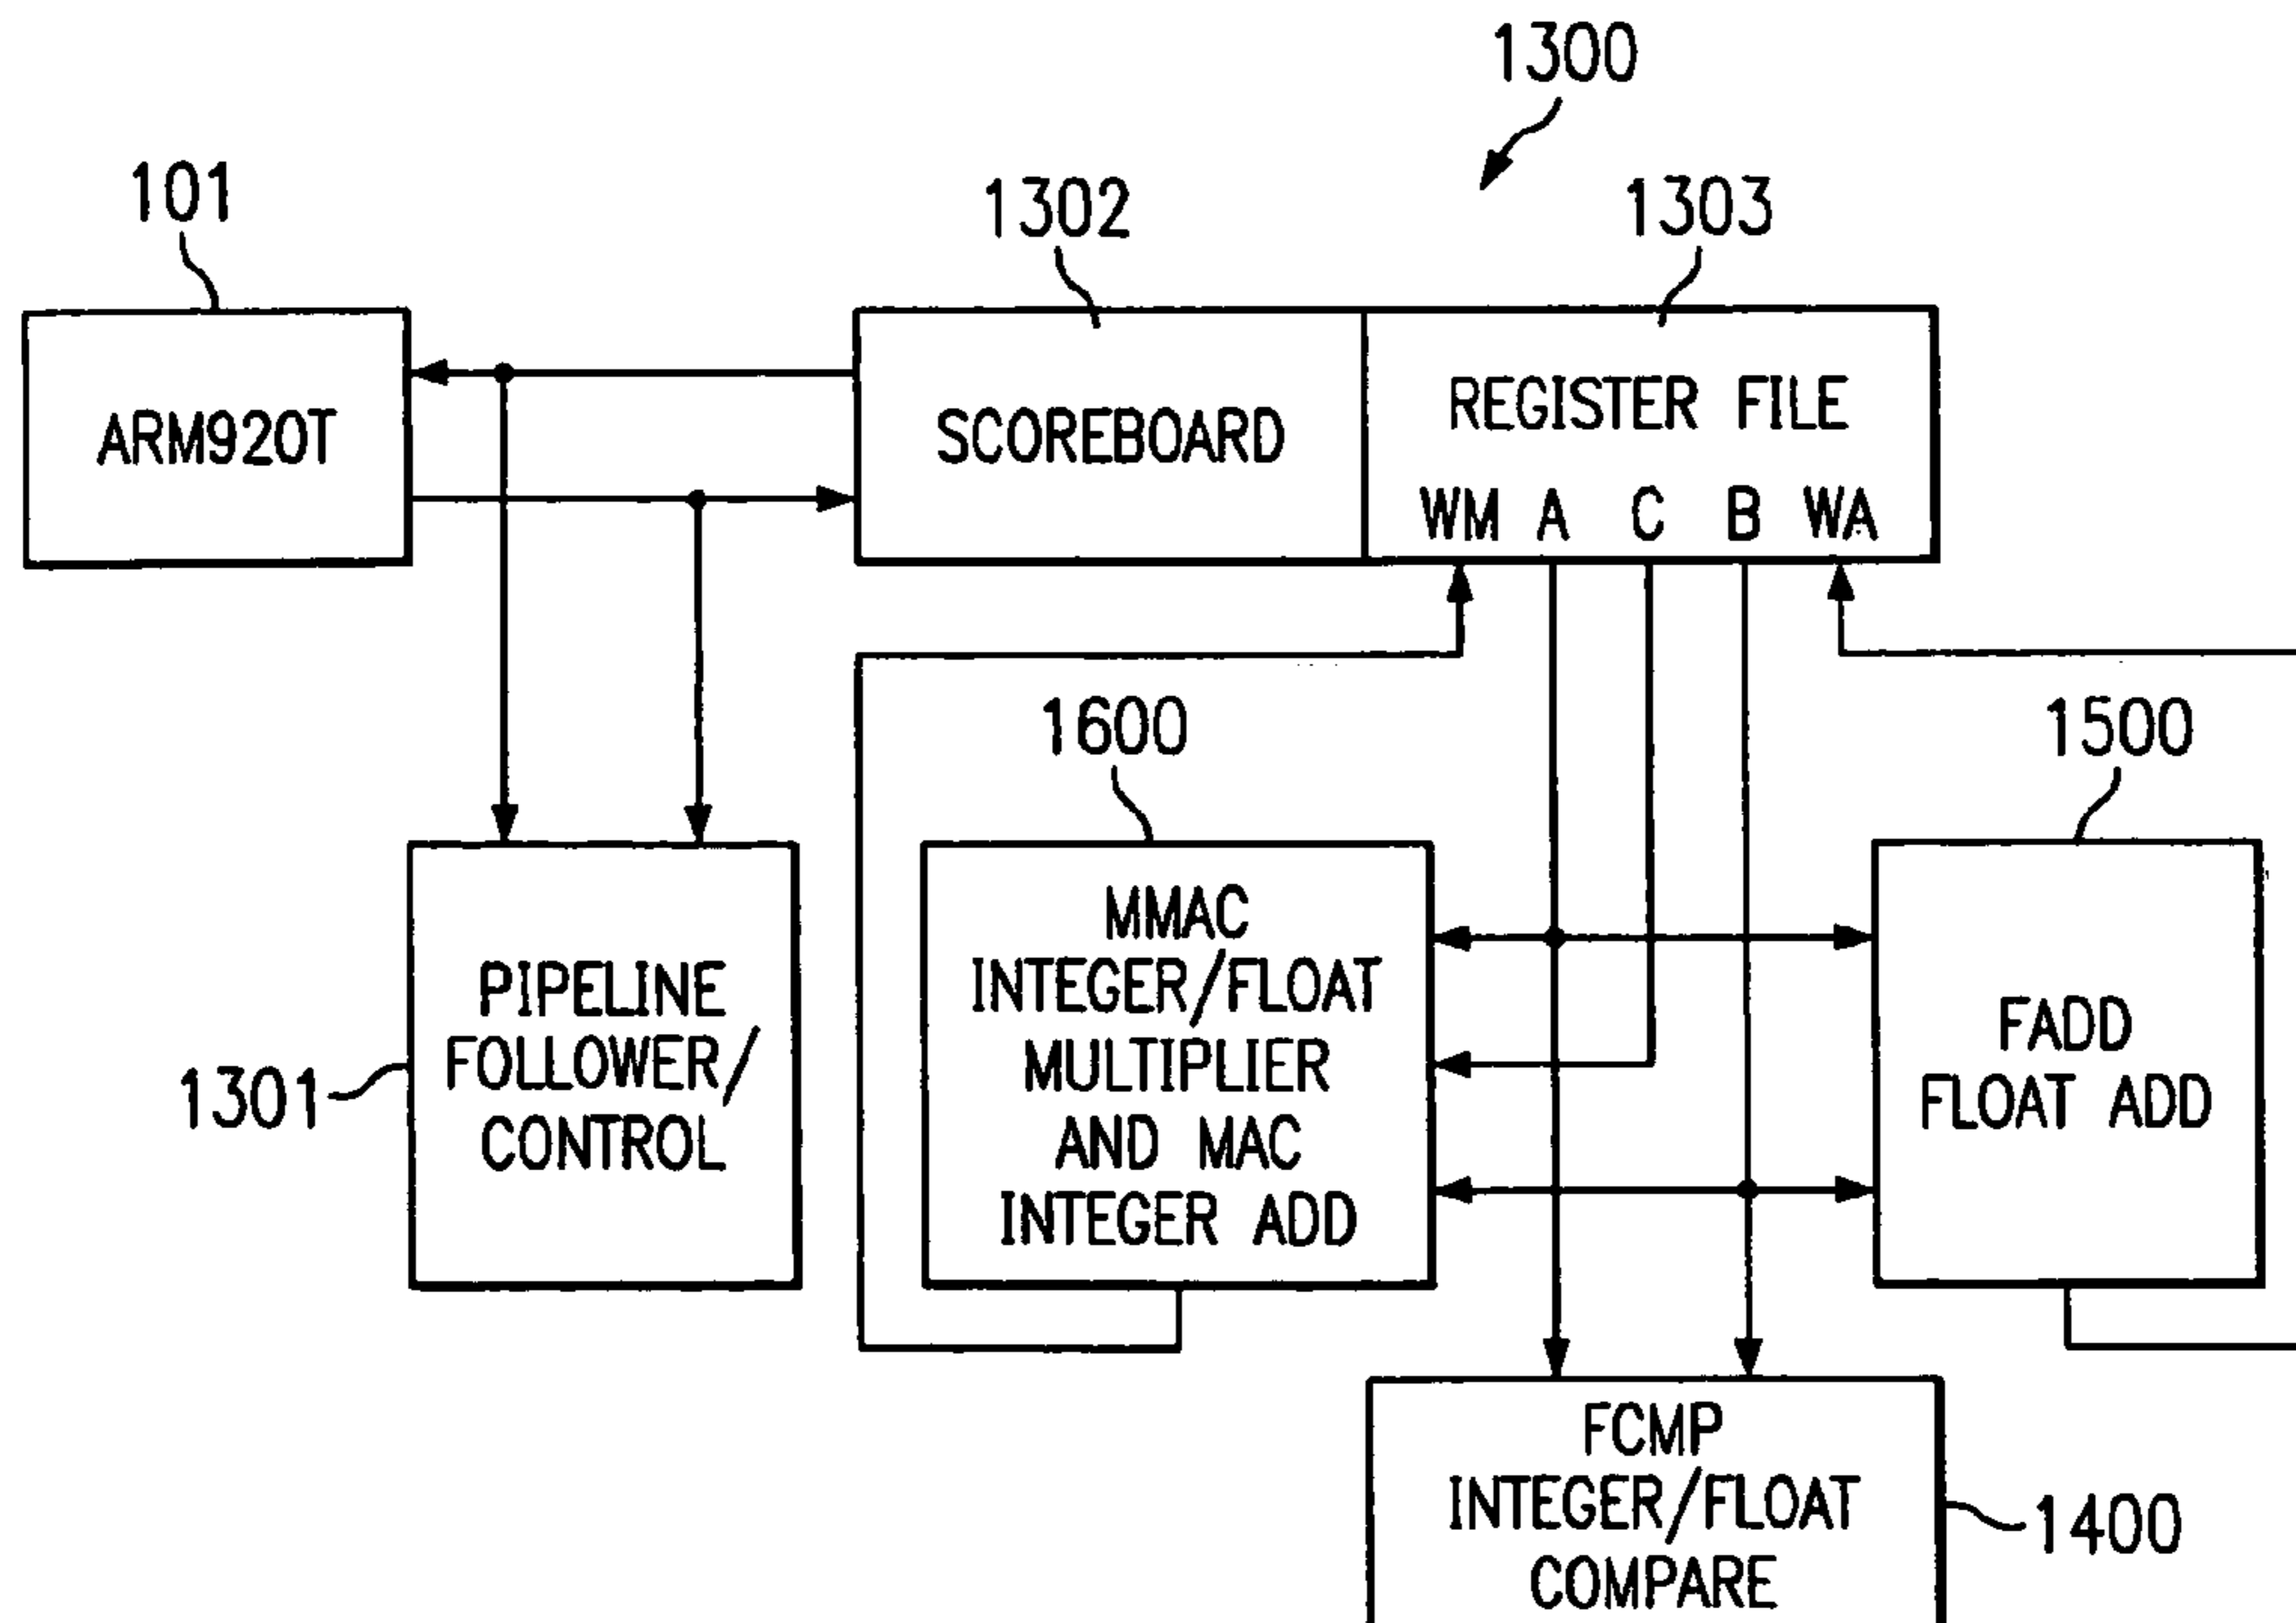 1300
101
1302
1303
ARM920T
SCOREBOARD
REGISTER FILE
WM A C B WA
1600
1500
1301
PIPELINE
FOLLOWER/
CONTROL
MMAC
INTEGER/FLOAT
MULTIPLIER
AND MAC
INTEGER ADD
FADD
FLOAT ADD
FCMP
INTEGER/FLOAT
COMPARE
1400